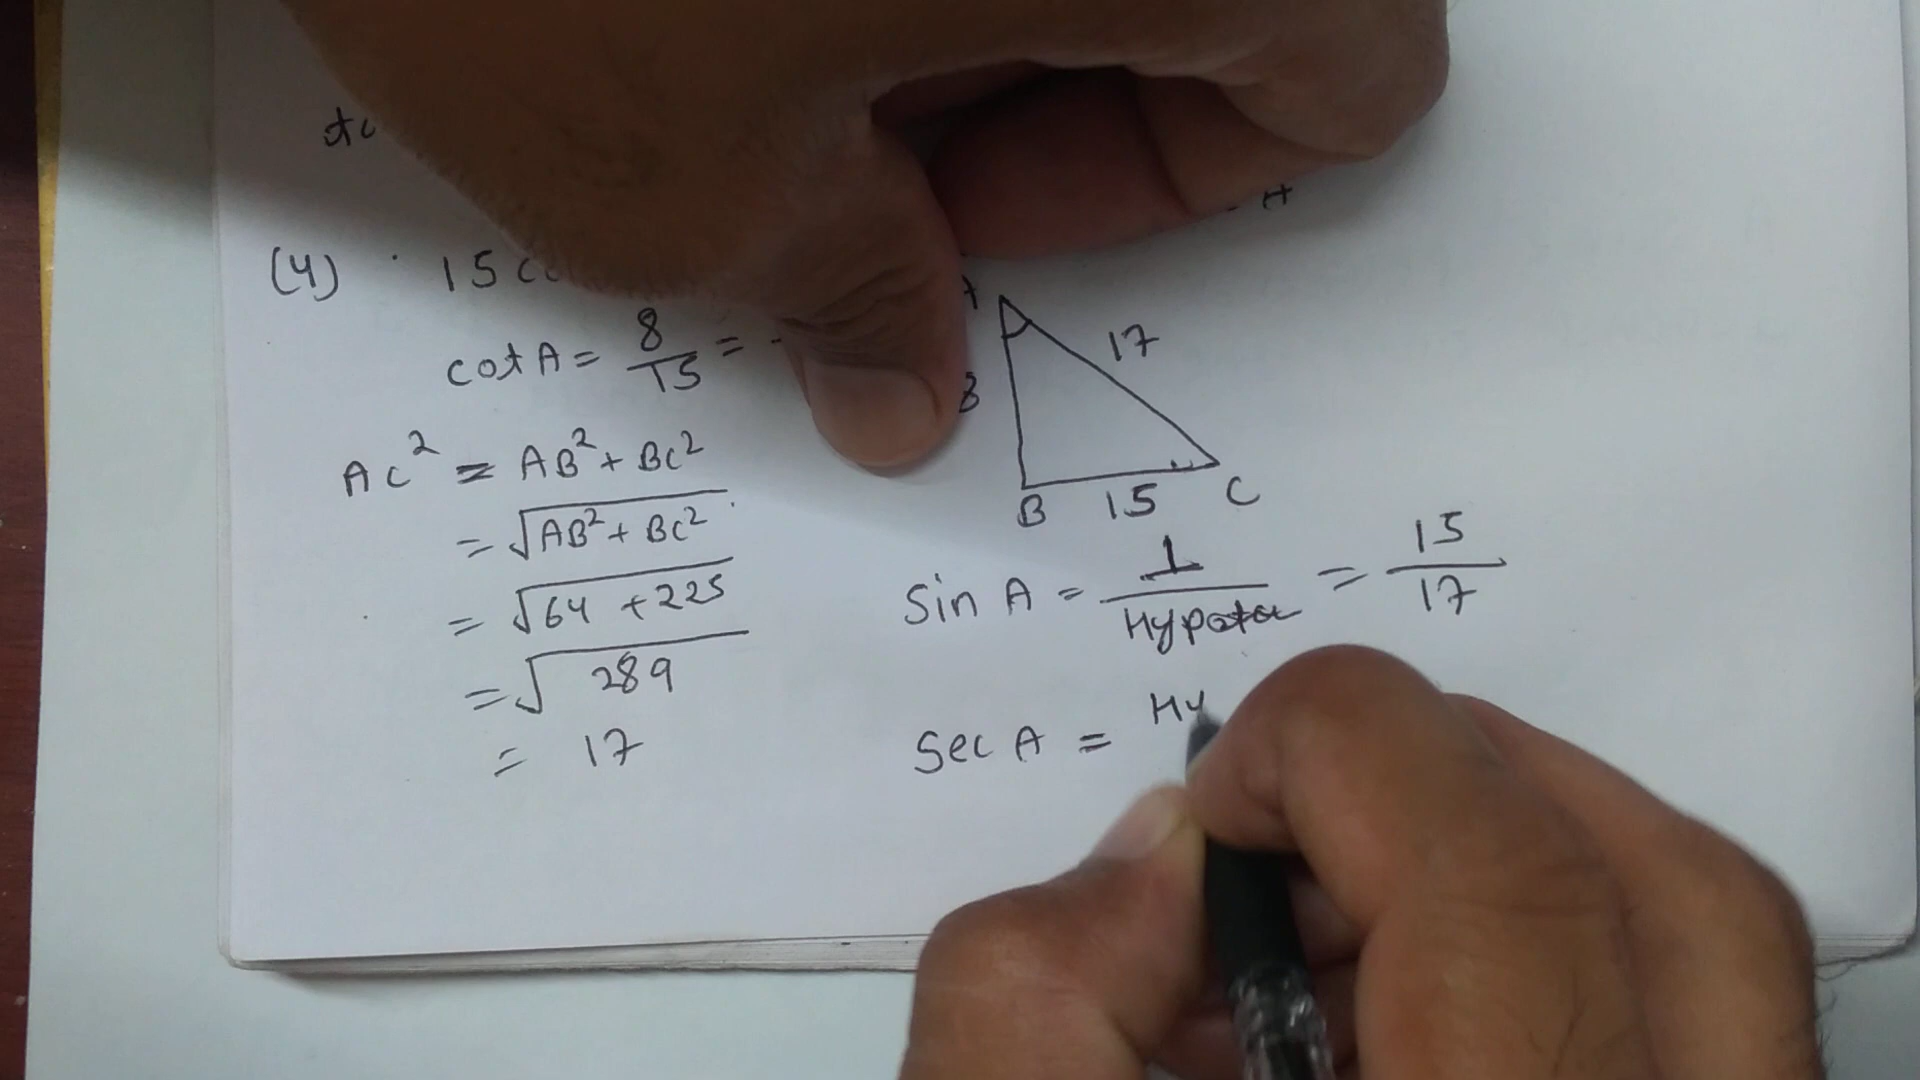 (4) 15
cot A = 8/15 =
AC² = AB² + BC²
= √AB² + BC²
= √64 + 225
= √289
= 17
17
8
B 15 C
Sin A = ⊥/Hypote = 15/17
Sec A = Hy